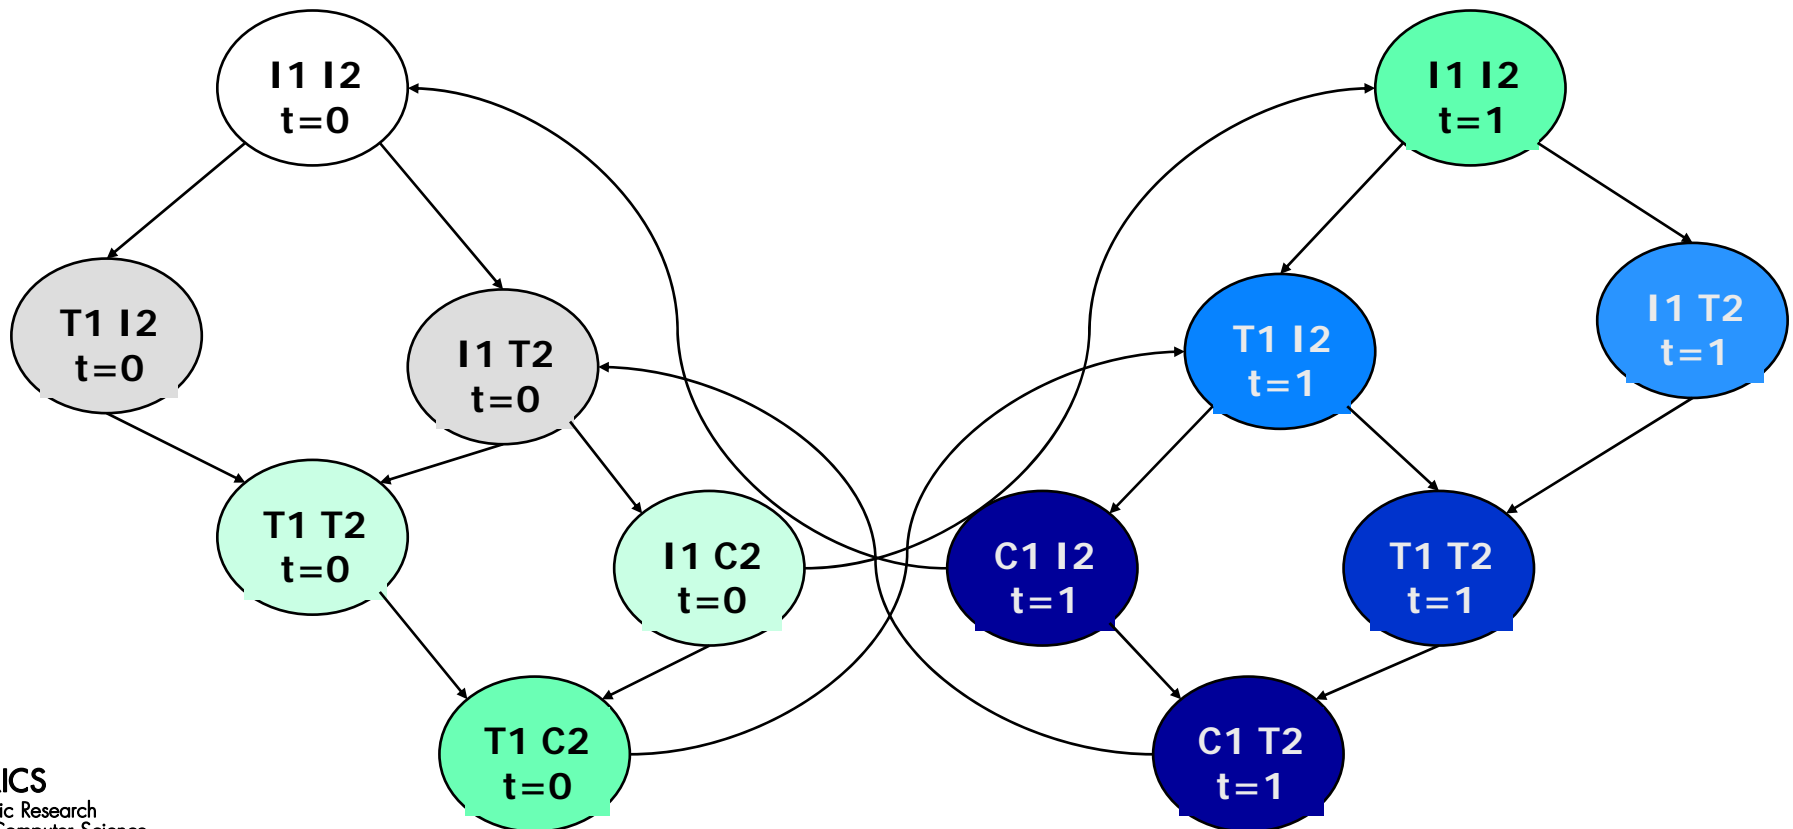 I1 I2
t=0
I1 I2
t=1
T1 I2
t=0
I1 T2
t=0
T1 I2
t=1
I1 T2
t=1
T1 T2
t=0
I1 C2
t=0
C1 I2
t=1
T1 T2
t=1
T1 C2
t=0
C1 T2
t=1
ICS
ic Research
Computer Science